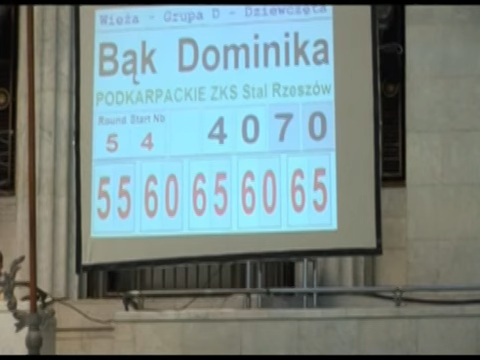 Wieża - Grupa D - Dziewczęta
Bąk Dominika
PODKARPACKIE ZKS Stal Rzeszów
Round Start Nb
5 4 4070
55 60 65 60 65